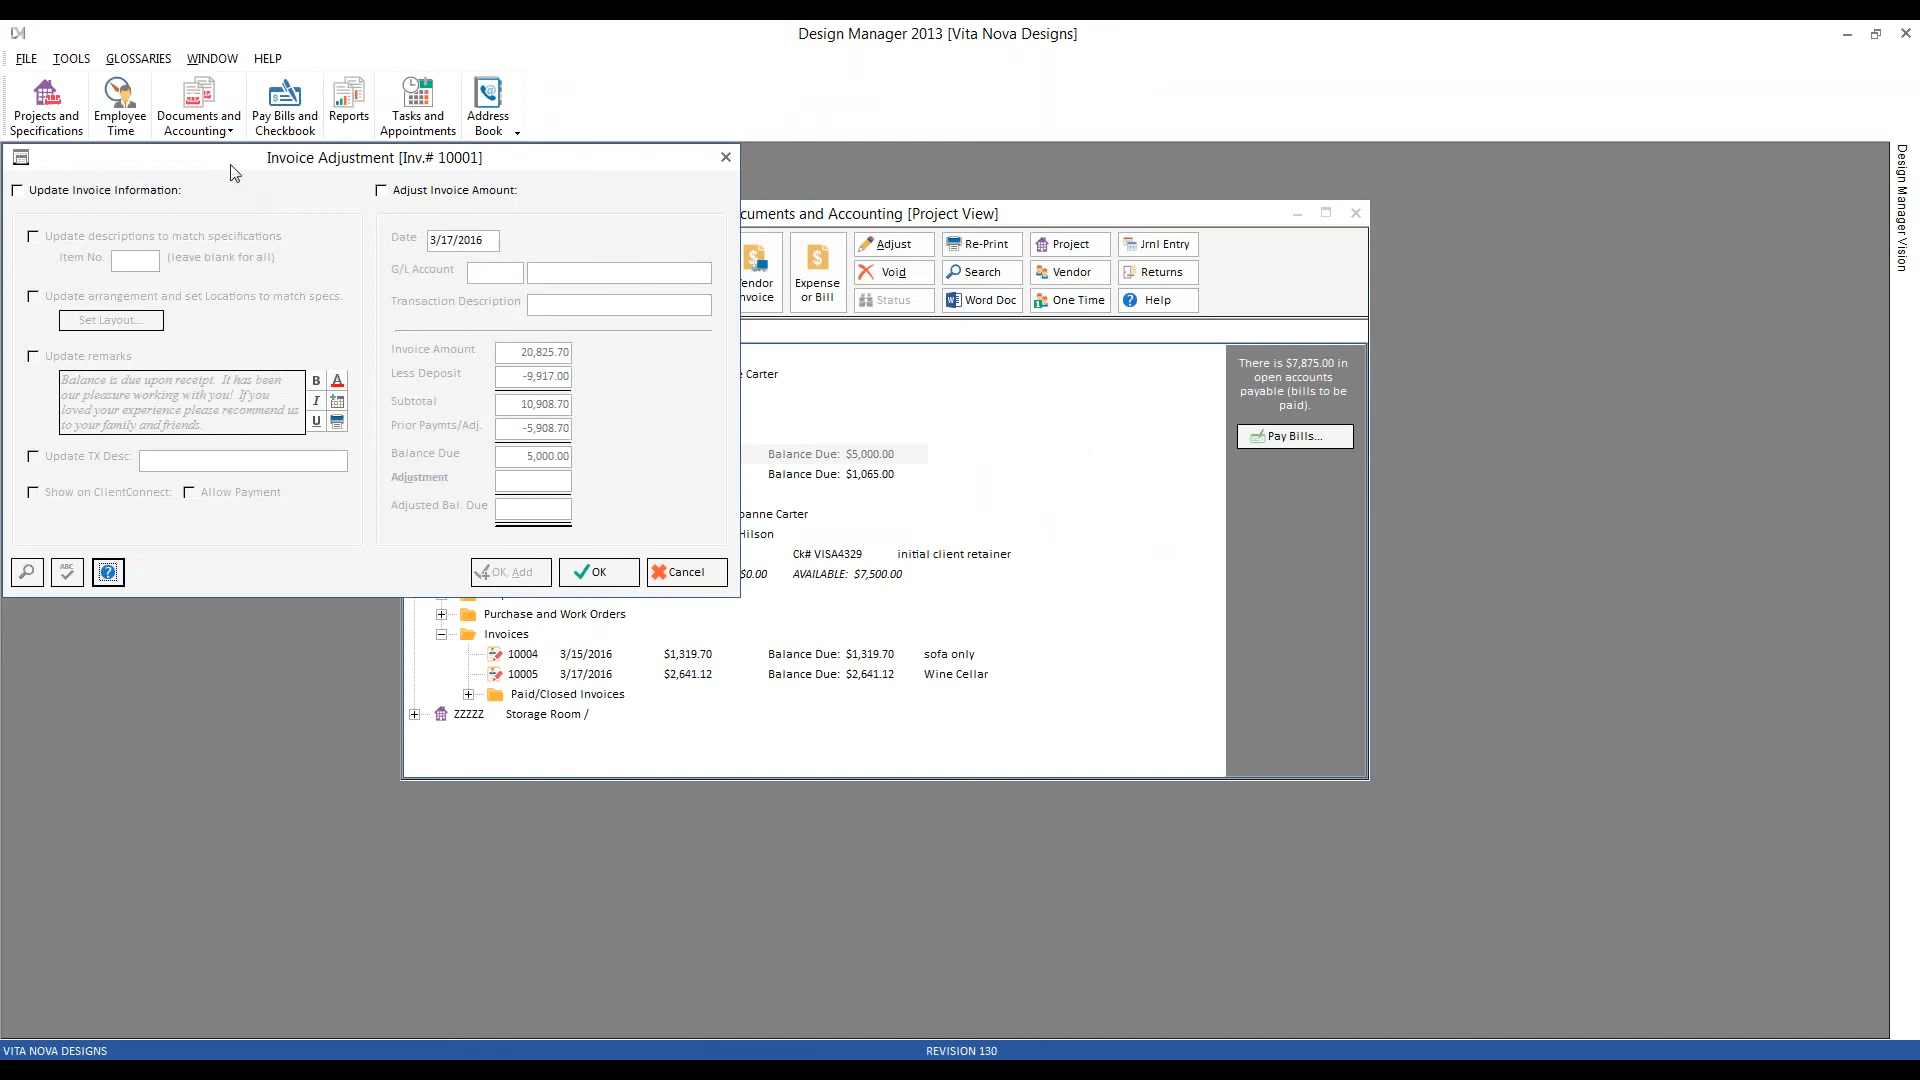 Design Manager 2013 [Vita Nova Designs]
FILE TOOLS GLOSSARIES WINDOW HELP
Projects and Specifications
Employee Time
Documents and Accounting
Pay Bills and Checkbook
Reports
Tasks and Appointments
Address Book
Invoice Adjustment [Inv.# 10001]
Update Invoice Information:
Update descriptions to match specifications
Item No. (leave blank for all)
Update arrangement and set Locations to match specs.
Set Layout...
Update remarks
Balance is due upon receipt. It has been
our pleasure working with you! If you
loved your experience please recommend us
to your family and friends.
B A
I
U
Update TX Desc:
Show on ClientConnect: Allow Payment
Adjust Invoice Amount:
Date 3/17/2016
G/L Account
Transaction Description
Invoice Amount 20,825.70
Less Deposit -9,917.00
Subtotal 10,908.70
Prior Paymts/Adj. -5,908.70
Balance Due 5,000.00
Adjustment
Adjusted Bal. Due
ABC
OK, Add OK Cancel
cuments and Accounting [Project View]
endor
nvoice
Expense
or Bill
Adjust Re-Print Project Jrnl Entry
Void Search Vendor Returns
Status Word Doc One Time Help
e Carter
Balance Due: $5,000.00
Balance Due: $1,065.00
oanne Carter
Hilson
Ck# VISA4329 initial client retainer
$0.00 AVAILABLE: $7,500.00
Purchase and Work Orders
Invoices
10004 3/15/2016 $1,319.70 Balance Due: $1,319.70 sofa only
10005 3/17/2016 $2,641.12 Balance Due: $2,641.12 Wine Cellar
Paid/Closed Invoices
ZZZZZ Storage Room /
There is $7,875.00 in
open accounts
payable (bills to be
paid).
Pay Bills...
Design Manager Vision
VITA NOVA DESIGNS
REVISION 130